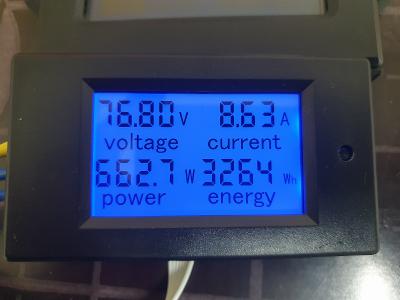 76.80 V 8.63 A
voltage current
662.7 W 3264 Wh
power energy